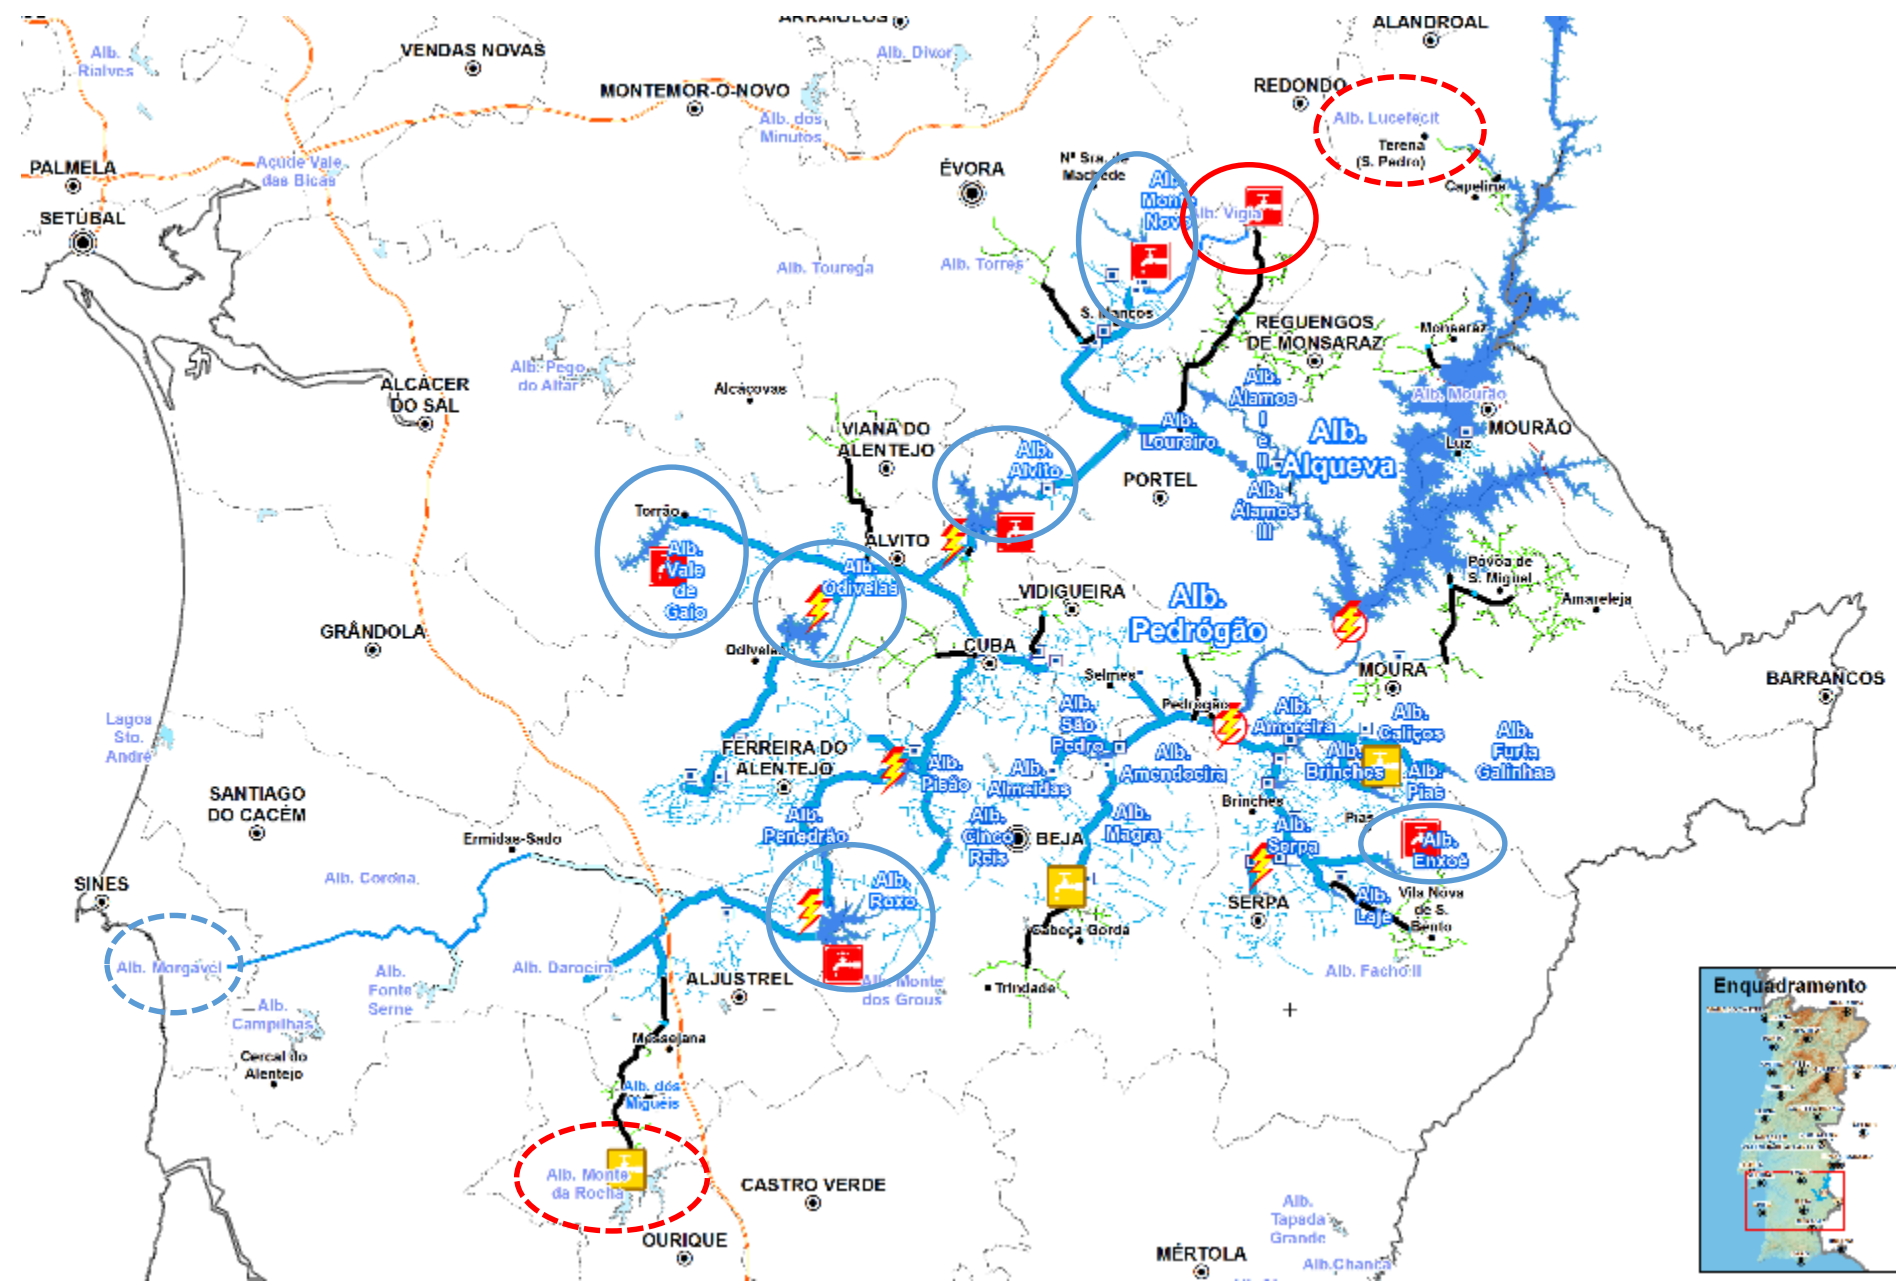 ALANDROAL
Alb.
Rialves
VENDAS NOVAS
Alb. Divor
MONTEMOR-O-NOVO
REDONDO
Alb. dos
Minutos
Alb. Lucefecit
Terena
(S. Pedro)
Capelins
PALMELA
Açude Vale
das Bicas
ÉVORA
Nª Sra. de
Machede
Alb.
Monte
Novo
Alb. Vigia
SETÚBAL
Alb. Tourega
Alb. Torres
S. Manços
REGUENGOS
DE MONSARAZ
Monsaraz
Alb. Pego
do Altar
ALCÁCER
DO SAL
Alcáçovas
Alb.
Álamos
I
e
II
Alb. Mourão
MOURÃO
Luz
VIANA DO
ALENTEJO
Alb.
Loureiro
Alb.
Alqueva
Alb.
Alvito
PORTEL
Alb.
Álamos
III
Torrão
Alb.
Vale
de
Gaio
ALVITO
Alb.
Odivelas
Póvoa de
S. Miguel
Amareleja
VIDIGUEIRA
Alb.
Pedrógão
GRÂNDOLA
Odivelas
CUBA
Selmes
MOURA
BARRANCOS
Pedrógão
Lagoa
Sto.
André
Alb.
São
Pedro
Alb.
Amoreira
Alb.
Caliços
Alb.
Furta
Galinhas
FERREIRA DO
ALENTEJO
Alb.
Pisão
Alb.
Almeidas
Alb.
Amendoeira
Alb.
Brinches
Alb.
Pias
SANTIAGO
DO CACÉM
Brinches
Pias
Alb.
Penedrão
Alb.
Cinco
Reis
BEJA
Alb.
Magra
Alb.
Serpa
Alb.
Enxoé
Ermidas-Sado
SINES
Alb. Corona
Alb.
Roxo
SERPA
Alb.
Laje
Vila Nova
de S.
Bento
Cabeça Gorda
Alb. Morgavel
Alb.
Fonte
Serne
Alb. Daroeira
ALJUSTREL
Alb. Monte
dos Grous
Trindade
Alb. Facho II
Enquadramento
Alb.
Campilhas
Cercal do
Alentejo
Messejana
Alb. dos
Miguéis
Alb. Monte
da Rocha
CASTRO VERDE
OURIQUE
Alb.
Tapada
Grande
MÉRTOLA
Alb.Chança